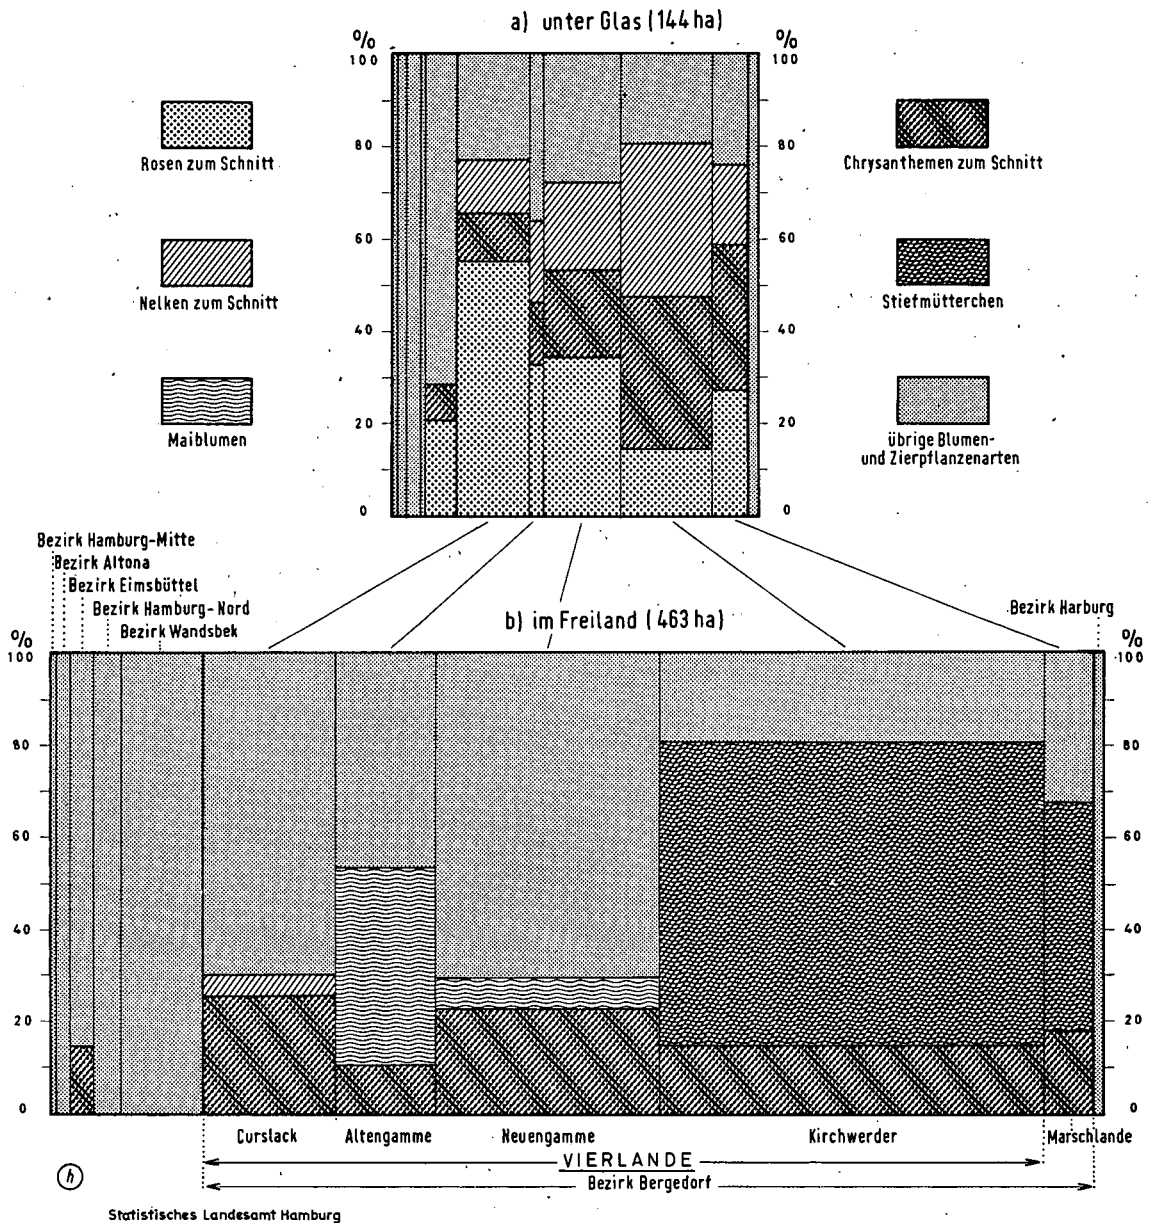 a) unter Glas (144 ha)
% %
100 100
80 80
60 60
40 40
20 20
0 0
Rosen zum Schnitt
Nelken zum Schnitt
Maiblumen
Chrysanthemen zum Schnitt
Stiefmütterchen
übrige Blumen-
und Zierpflanzenarten
Bezirk Hamburg-Mitte
Bezirk Altona
Bezirk Eimsbüttel
Bezirk Hamburg-Nord
Bezirk Wandsbek
Bezirk Harburg
b) im Freiland (463 ha)
% %
100 100
80 80
60 60
40 40
20 20
0 0
Curslack Altengamme Neuengamme Kirchwerder Marschlande
VIERLANDE
Bezirk Bergedorf
h
Statistisches Landesamt Hamburg